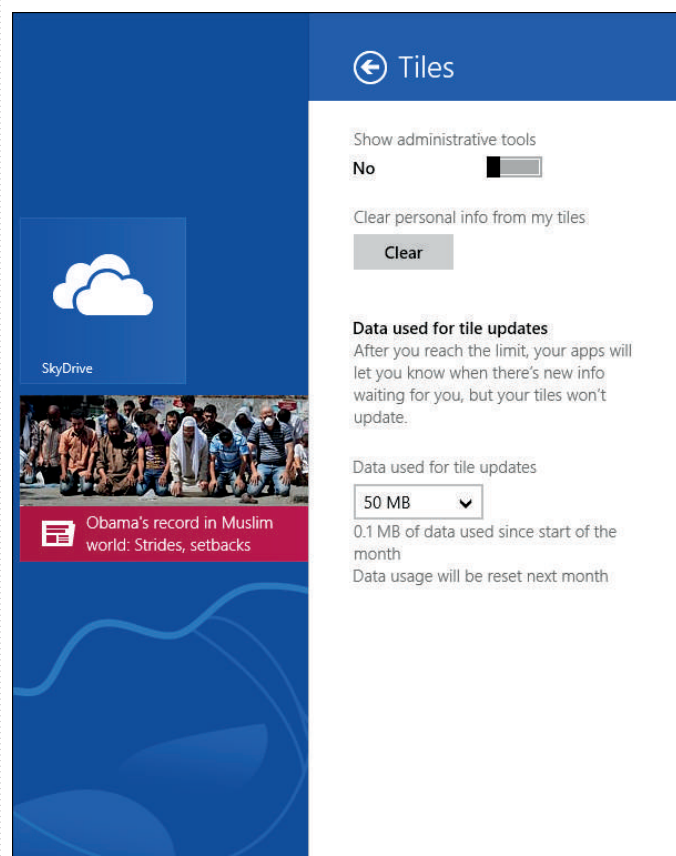 Tiles
Show administrative tools
No
Clear personal info from my tiles
Clear
Data used for tile updates
After you reach the limit, your apps will
let you know when there's new info
waiting for you, but your tiles won't
update.
Data used for tile updates
50 MB
0.1 MB of data used since start of the
month
Data usage will be reset next month
SkyDrive
Obama's record in Muslim
world: Strides, setbacks